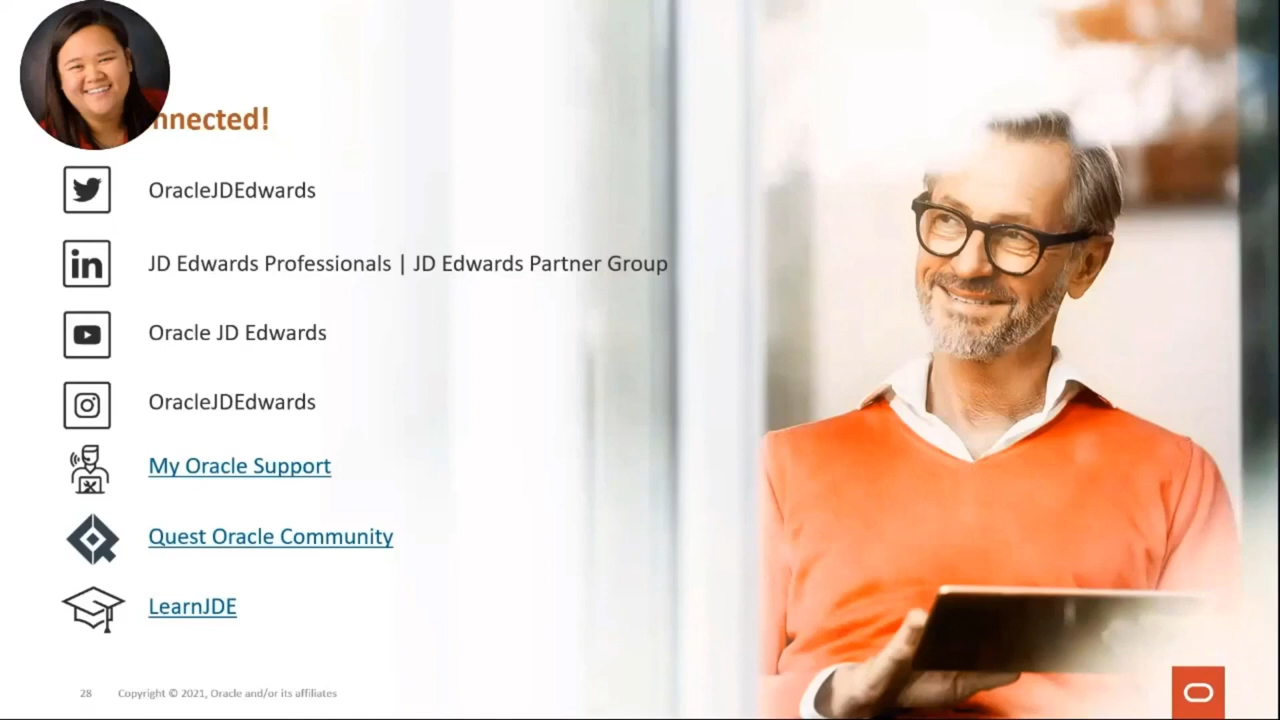 nnected!
OracleJDEdwards
in JD Edwards Professionals | JD Edwards Partner Group
Oracle JD Edwards
OracleJDEdwards
My Oracle Support
Quest Oracle Community
LearnJDE
28 Copyright © 2021, Oracle and/or its affiliates